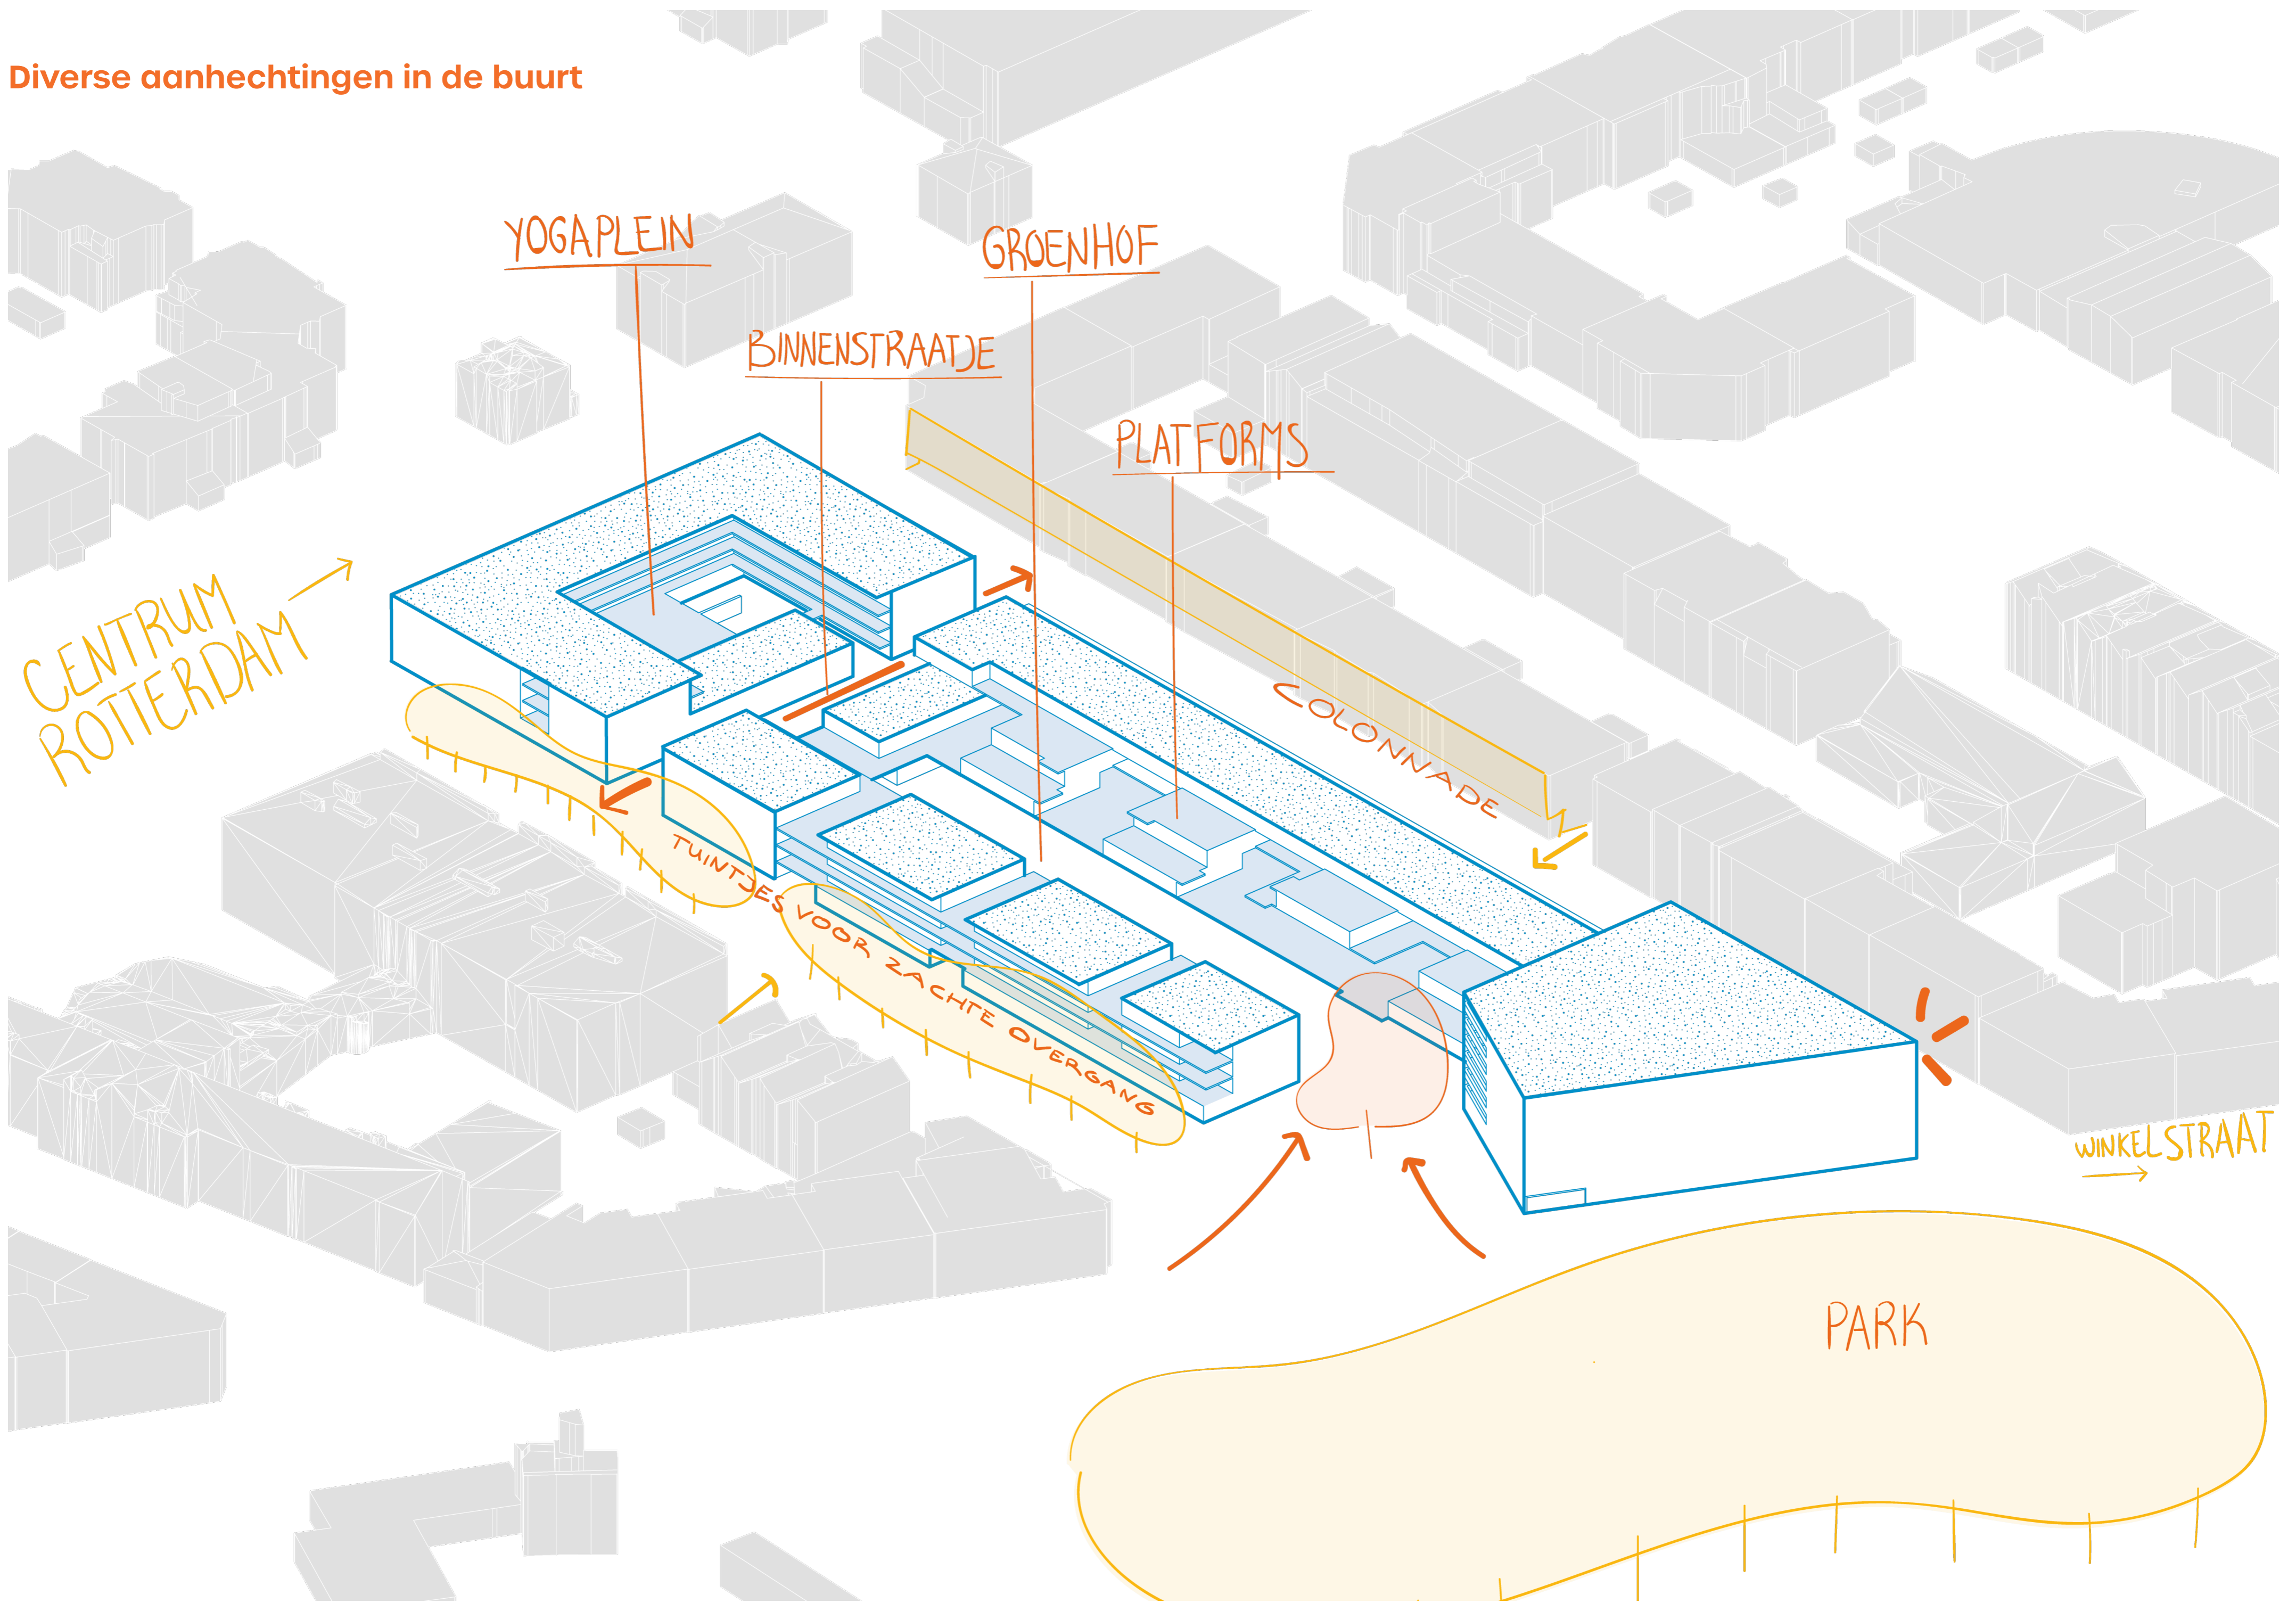 Diverse aanhechtingen in de buurt
YOGAPLEIN
GROENHOF
BINNENSTRAATJE
PLATFORMS
CENTRUM
ROTTERDAM
COLONNADE
TUINTJES VOOR ZACHTE OVERGANG
WINKELSTRAAT
PARK